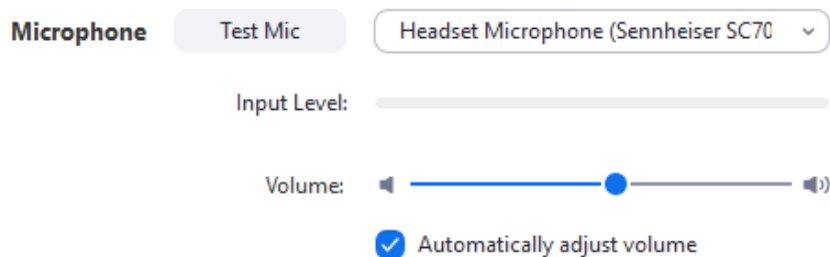 Microphone Test Mic Headset Microphone (Sennheiser SC70
Input Level:
Volume:
Automatically adjust volume